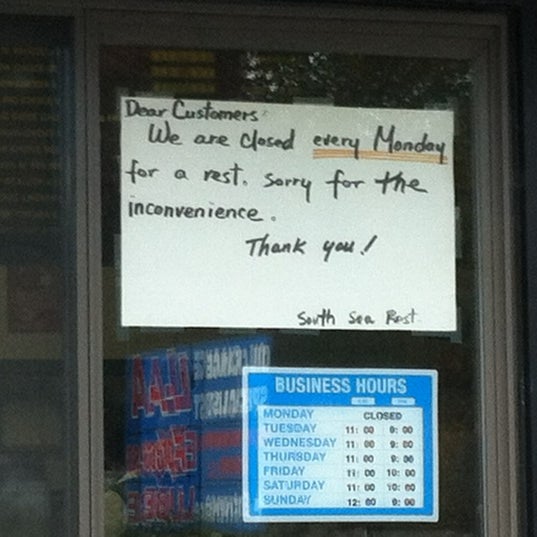 Dear Customers:
We are closed every Monday
for a rest. Sorry for the
inconvenience.
Thank you!
South Sea Rest.
BUSINESS HOURS
MONDAY CLOSED
TUESDAY 11:00 9:00
WEDNESDAY 11:00 9:00
THURSDAY 11:00 9:00
FRIDAY 11:00 10:00
SATURDAY 11:00 10:00
SUNDAY 12:00 9:00